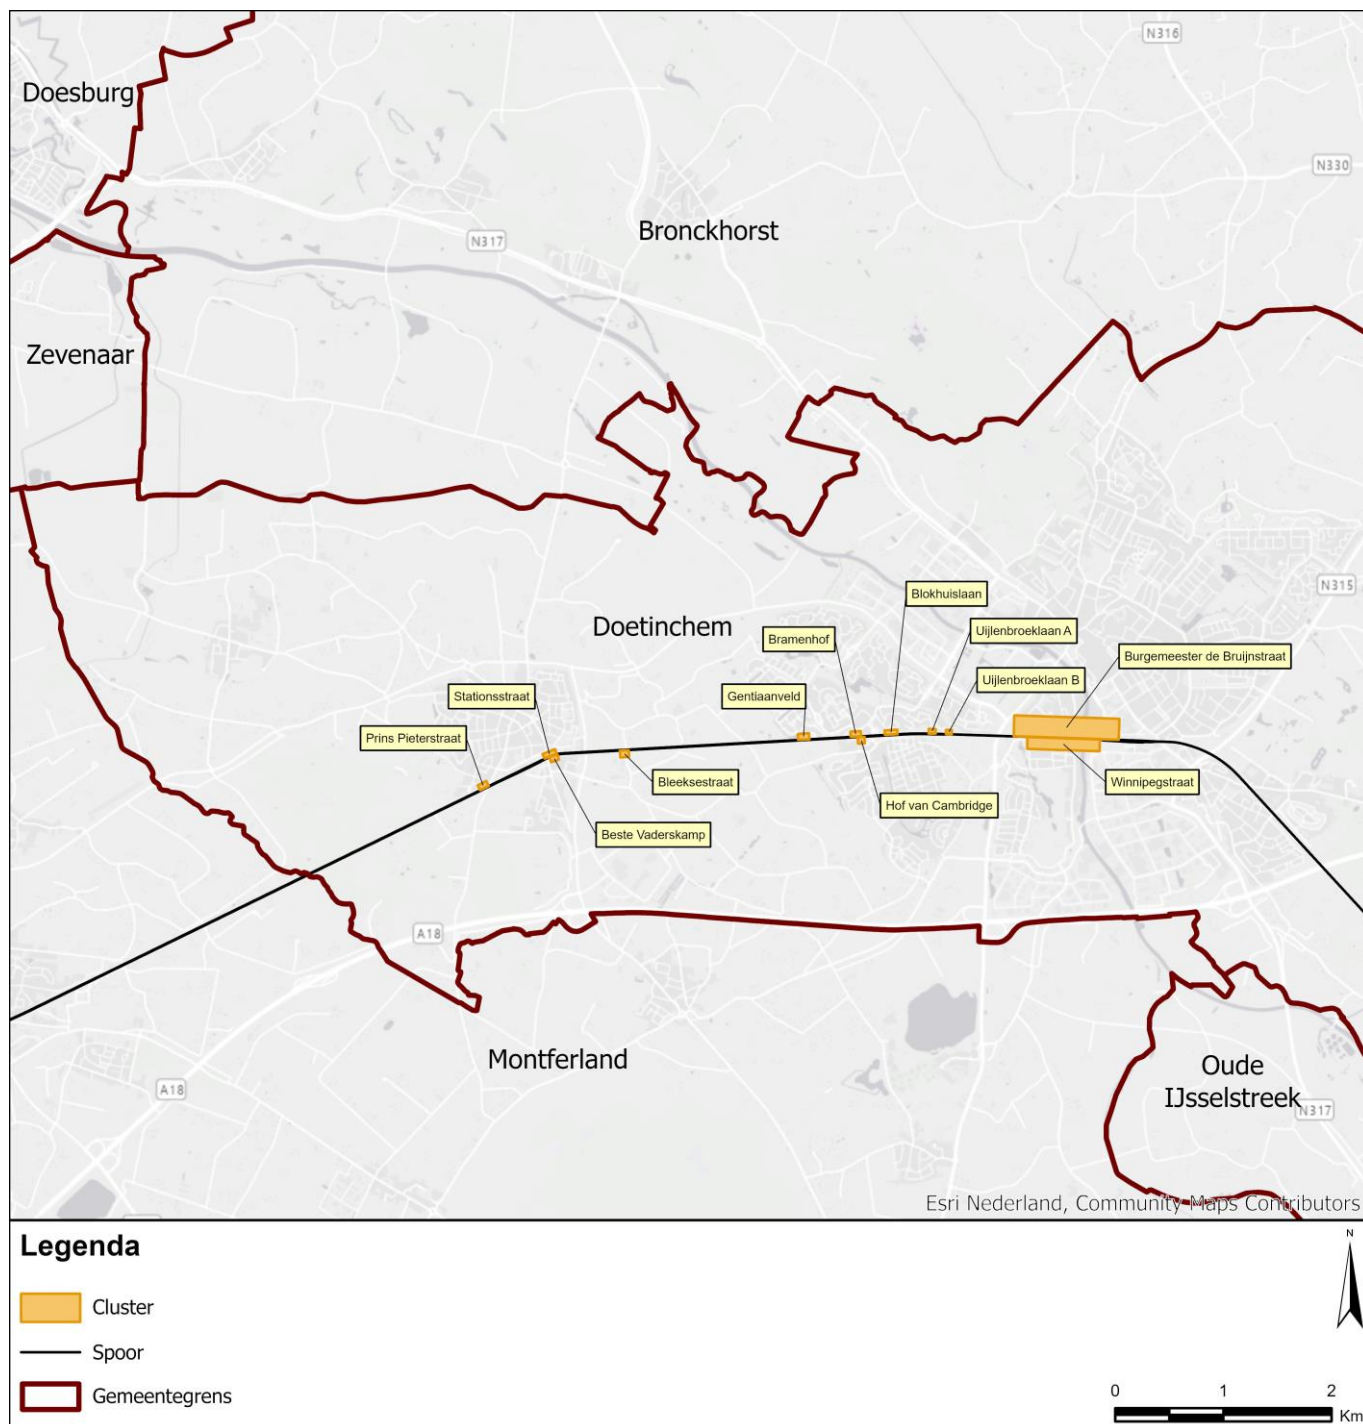 N316
Doesburg
N330
Bronckhorst
N317
Zevenaar
N315
Blokhuislaan
Doetinchem
Bramenhof
Uijlenbroeklaan A
Burgemeester de Bruijnstraat
Uijlenbroeklaan B
Stationsstraat
Gentiaanveld
Prins Pieterstraat
Bleeksestraat
Winnipegstraat
Hof van Cambridge
Beste Vaderskamp
A18
Montferland
Oude
IJsselstreek
A18
N317
Esri Nederland, Community Maps Contributors
Legenda
N
Cluster
Spoor
Gemeentegrens
0 1 2
Km